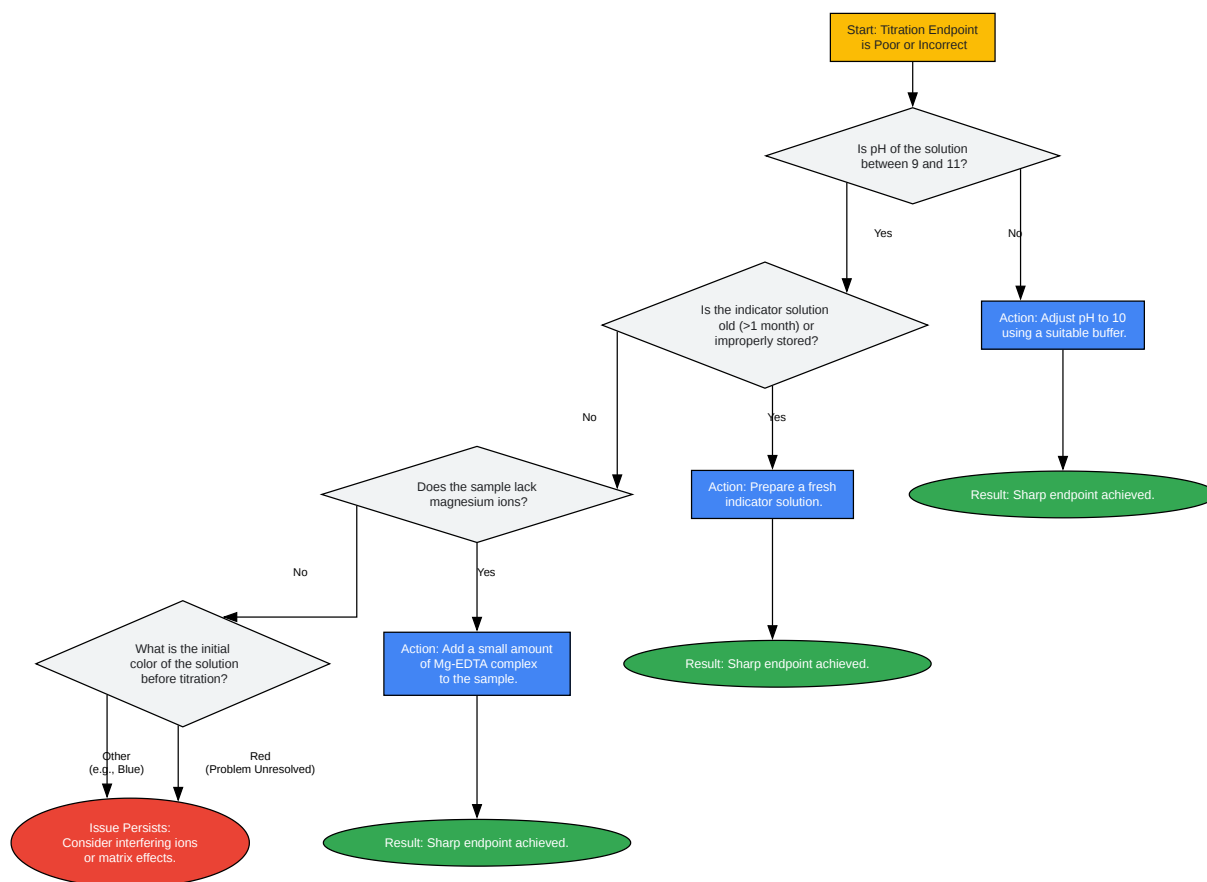 Start: Titration Endpoint
is Poor or Incorrect
Is pH of the solution
between 9 and 11?
Yes
No
Is the indicator solution
old (>1 month) or
improperly stored?
Action: Adjust pH to 10
using a suitable buffer.
No
Yes
Does the sample lack
magnesium ions?
Action: Prepare a fresh
indicator solution.
Result: Sharp endpoint achieved.
No
Yes
What is the initial
color of the solution
before titration?
Action: Add a small amount
of Mg-EDTA complex
to the sample.
Result: Sharp endpoint achieved.
Other
(e.g., Blue)
Red
(Problem Unresolved)
Issue Persists:
Consider interfering ions
or matrix effects.
Result: Sharp endpoint achieved.